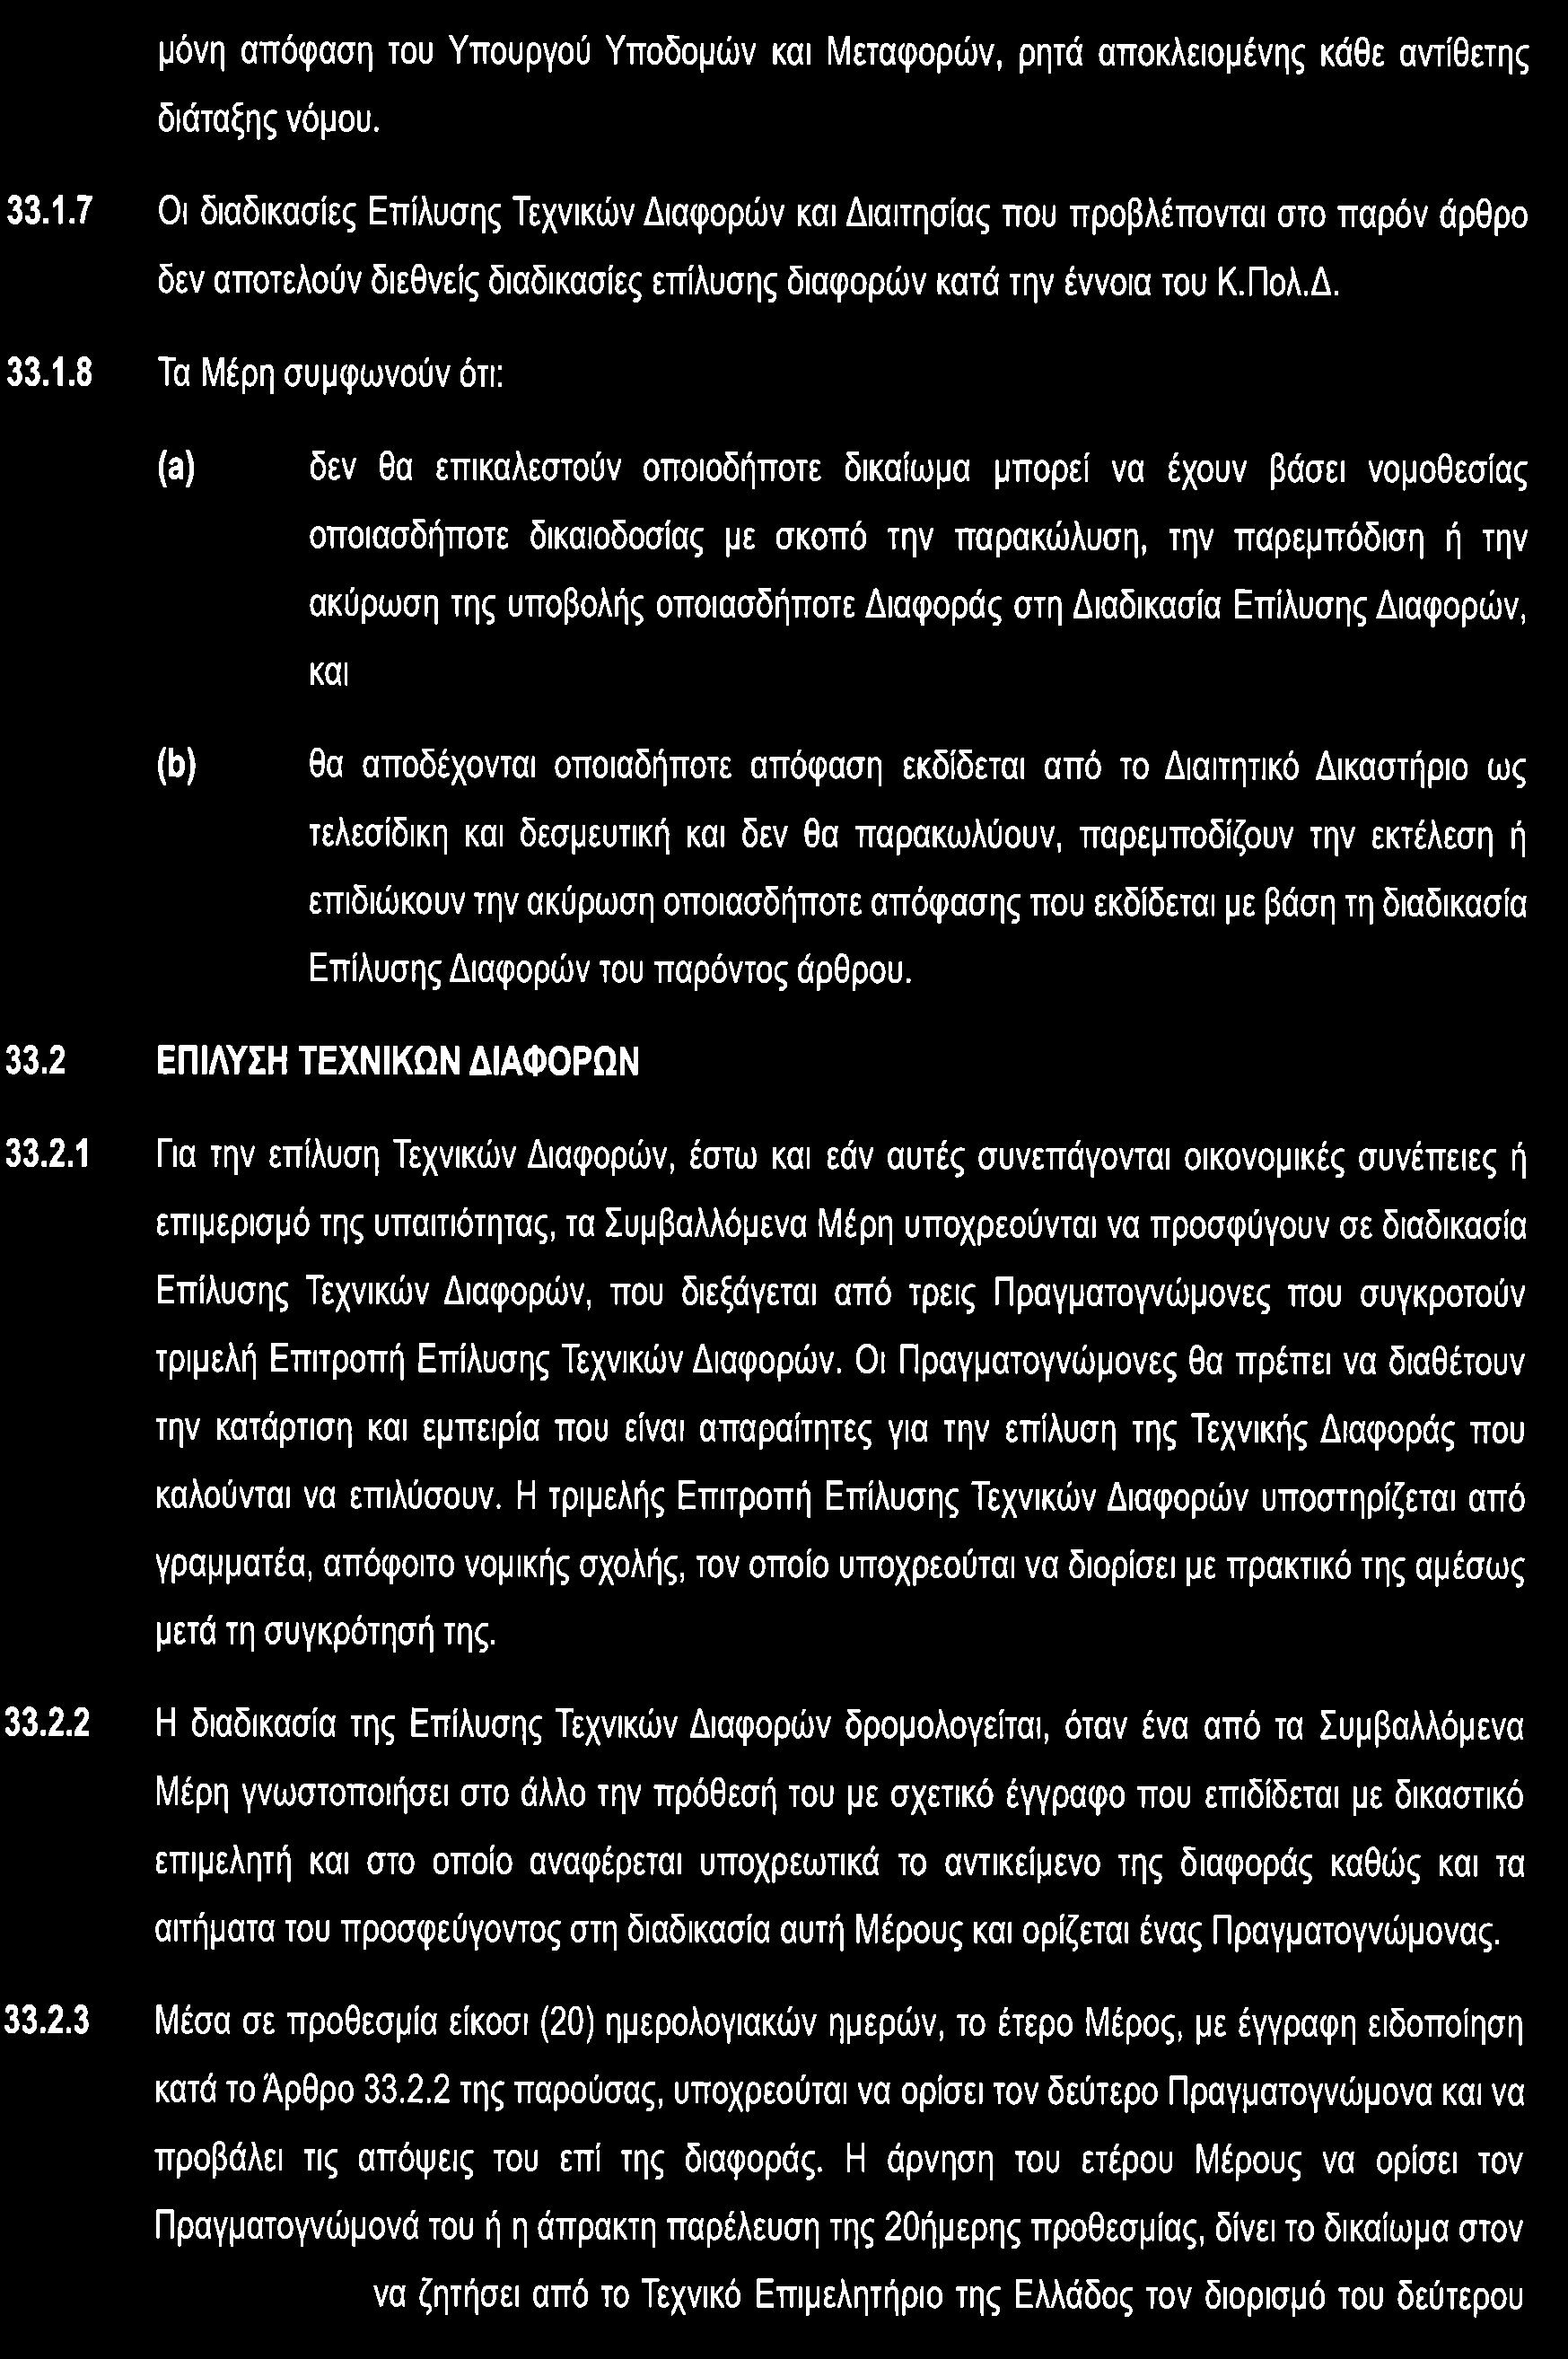 μόνη απόφαση του Υπουργού Υποδομών και Μεταφορών, ρητά αποκλειομένης κάθε αντίθετης
διάταξης νόμου.
33.1.7 Οι διαδικασίες Επίλυσης Τεχνικών Διαφορών και Διαιτησίας που προβλέπονται στο παρόν άρθρο
δεν αποτελούν διεθνείς διαδικασίες επίλυσης διαφορών κατά την έννοια του Κ.Πολ.Δ.
33.1.8 Τα Μέρη συμφωνούν ότι:
(a) δεν θα επικαλεστούν οποιοδήποτε δικαίωμα μπορεί να έχουν βάσει νομοθεσίας
οποιασδήποτε δικαιοδοσίας με σκοπό την παρακώλυση, την παρεμπόδιση ή την
ακύρωση της υποβολής οποιασδήποτε Διαφοράς στη Διαδικασία Επίλυσης Διαφορών,
και
(b) θα αποδέχονται οποιαδήποτε απόφαση εκδίδεται από το Διαιτητικό Δικαστήριο ως
τελεσίδικη και δεσμευτική και δεν θα παρακωλύουν, παρεμποδίζουν την εκτέλεση ή
επιδιώκουν την ακύρωση οποιασδήποτε απόφασης που εκδίδεται με βάση τη διαδικασία
Επίλυσης Διαφορών του παρόντος άρθρου.
33.2 ΕΠΙΛΥΣΗ ΤΕΧΝΙΚΩΝ ΔΙΑΦΟΡΩΝ
33.2.1 Για την επίλυση Τεχνικών Διαφορών, έστω και εάν αυτές συνεπάγονται οικονομικές συνέπειες ή
επιμερισμό της υπαιτιότητας, τα Συμβαλλόμενα Μέρη υποχρεούνται να προσφύγουν σε διαδικασία
Επίλυσης Τεχνικών Διαφορών, που διεξάγεται από τρεις Πραγματογνώμονες που συγκροτούν
τριμελή Επιτροπή Επίλυσης Τεχνικών Διαφορών. Οι Πραγματογνώμονες θα πρέπει να διαθέτουν
την κατάρτιση και εμπειρία που είναι απαραίτητες για την επίλυση της Τεχνικής Διαφοράς που
καλούνται να επιλύσουν. Η τριμελής Επιτροπή Επίλυσης Τεχνικών Διαφορών υποστηρίζεται από
γραμματέα, απόφοιτο νομικής σχολής, τον οποίο υποχρεούται να διορίσει με πρακτικό της αμέσως
μετά τη συγκρότησή της.
33.2.2 Η διαδικασία της Επίλυσης Τεχνικών Διαφορών δρομολογείται, όταν ένα από τα Συμβαλλόμενα
Μέρη γνωστοποιήσει στο άλλο την πρόθεσή του με σχετικό έγγραφο που επιδίδεται με δικαστικό
επιμελητή και στο οποίο αναφέρεται υποχρεωτικά το αντικείμενο της διαφοράς καθώς και τα
αιτήματα του προσφεύγοντος στη διαδικασία αυτή Μέρους και ορίζεται ένας Πραγματογνώμονας.
33.2.3 Μέσα σε προθεσμία είκοσι (20) ημερολογιακών ημερών, το έτερο Μέρος, με έγγραφη ειδοποίηση
κατά το Άρθρο 33.2.2 της παρούσας, υποχρεούται να ορίσει τον δεύτερο Πραγματογνώμονα και να
προβάλει τις απόψεις του επί της διαφοράς. Η άρνηση του ετέρου Μέρους να ορίσει τον
Πραγματογνώμονά του ή η άπρακτη παρέλευση της 20ήμερης προθεσμίας, δίνει το δικαίωμα στον
να ζητήσει από το Τεχνικό Επιμελητήριο της Ελλάδος τον διορισμό του δεύτερου